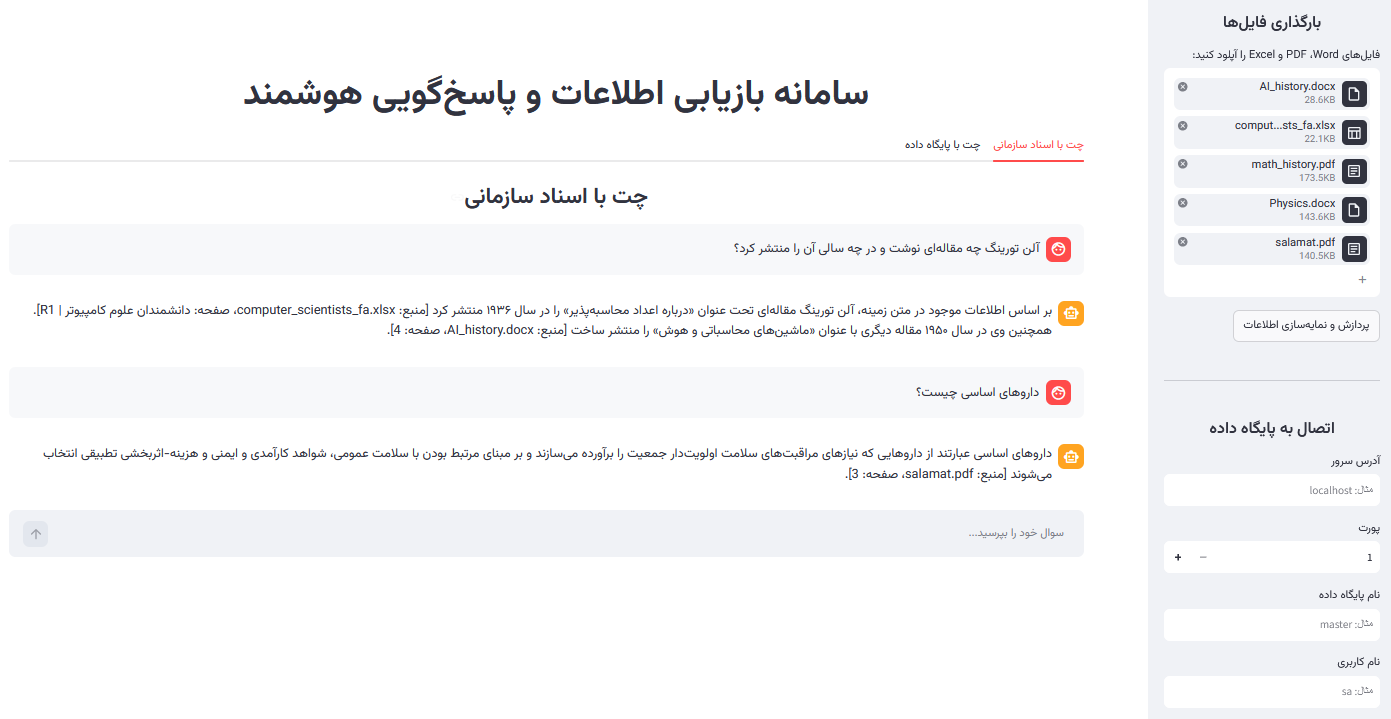 بارگذاری فایل‌ها
فایل‌های PDF ،Word و Excel را آپلود کنید:
AI_history.docx
28.6KB
comput...sts_fa.xlsx
22.1KB
math_history.pdf
173.5KB
Physics.docx
143.6KB
salamat.pdf
140.5KB
+
پردازش و نمایه‌سازی اطلاعات
اتصال به پایگاه داده
آدرس سرور
مثال: localhost
پورت
1
− +
نام پایگاه داده
مثال: master
نام کاربری
مثال: sa
سامانه بازیابی اطلاعات و پاسخ‌گویی هوشمند
چت با اسناد سازمانی
چت با پایگاه داده
چت با اسناد سازمانی
آلن تورینگ چه مقاله‌ای نوشت و در چه سالی آن را منتشر کرد؟
بر اساس اطلاعات موجود در متن زمینه، آلن تورینگ مقاله‌ای تحت عنوان «درباره اعداد محاسبه‌پذیر» را در سال ۱۹۳۶ منتشر کرد [منبع: computer_scientists_fa.xlsx، صفحه: دانشمندان علوم کامپیوتر | R1].
همچنین وی در سال ۱۹۵۰ مقاله دیگری با عنوان «ماشین‌های محاسباتی و هوش» را منتشر ساخت [منبع: AI_history.docx، صفحه: 4].
داروهای اساسی چیست؟
داروهای اساسی عبارتند از داروهایی که نیازهای مراقبت‌های سلامت اولویت‌دار جمعیت را برآورده می‌سازند و بر مبنای مرتبط بودن با سلامت عمومی، شواهد کارآمدی و ایمنی و هزینه-اثربخشی تطبیقی انتخاب
می‌شوند [منبع: salamat.pdf، صفحه: 3].
سوال خود را بپرسید...